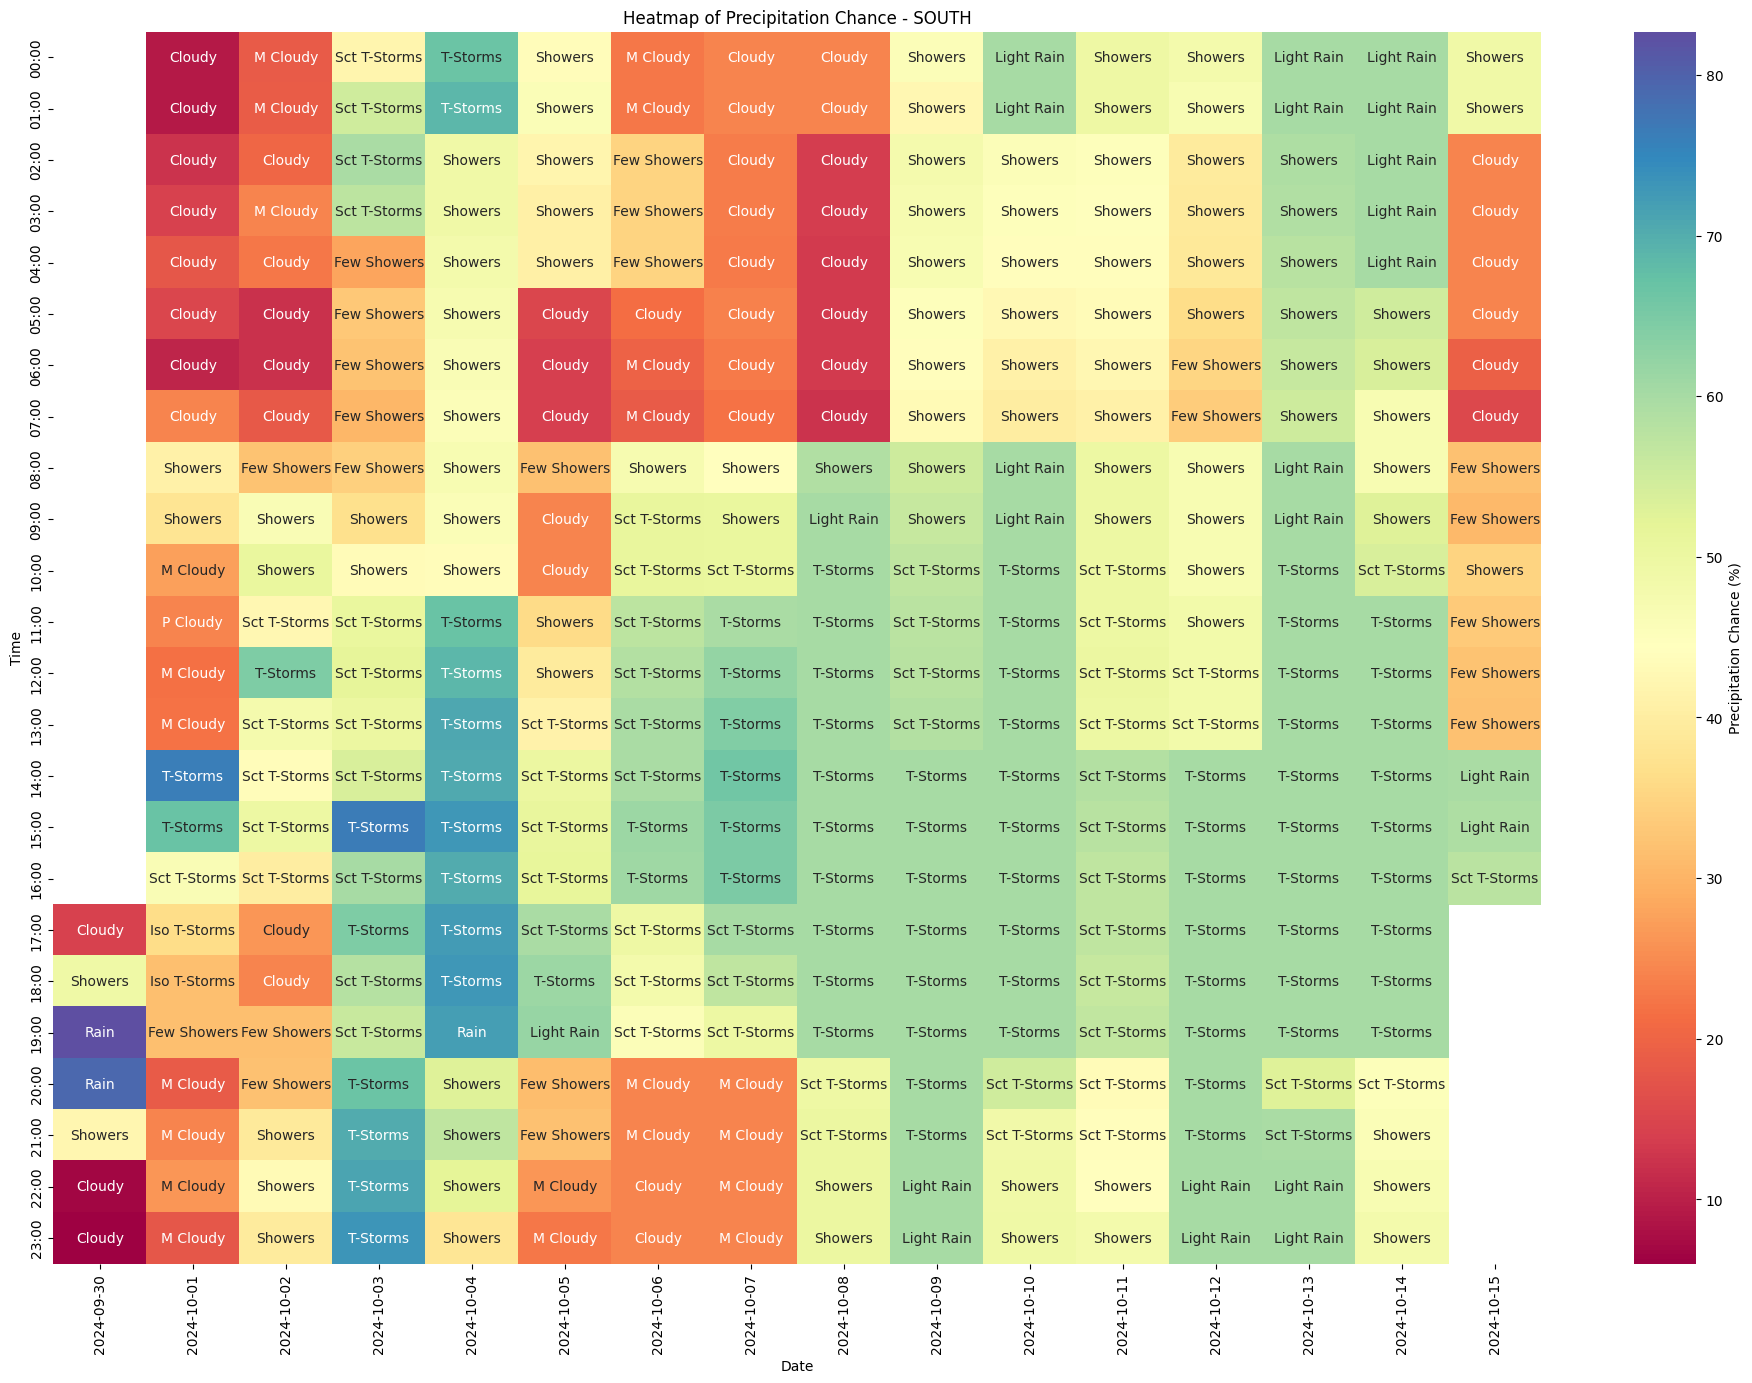 Heatmap of Precipitation Chance - SOUTH
00:00 Cloudy M Cloudy Sct T-Storms T-Storms Showers M Cloudy Cloudy Cloudy Showers Light Rain Showers Showers Light Rain Light Rain Showers
01:00 Cloudy M Cloudy Sct T-Storms T-Storms Showers M Cloudy Cloudy Cloudy Showers Light Rain Showers Showers Light Rain Light Rain Showers
02:00 Cloudy Cloudy Sct T-Storms Showers Showers Few Showers Cloudy Cloudy Showers Showers Showers Showers Showers Light Rain Cloudy
03:00 Cloudy M Cloudy Sct T-Storms Showers Showers Few Showers Cloudy Cloudy Showers Showers Showers Showers Showers Light Rain Cloudy
04:00 Cloudy Cloudy Few Showers Showers Showers Few Showers Cloudy Cloudy Showers Showers Showers Showers Showers Light Rain Cloudy
05:00 Cloudy Cloudy Few Showers Showers Cloudy Cloudy Cloudy Cloudy Showers Showers Showers Showers Showers Showers Cloudy
06:00 Cloudy Cloudy Few Showers Showers Cloudy M Cloudy Cloudy Cloudy Showers Showers Showers Few Showers Showers Showers Cloudy
07:00 Cloudy Cloudy Few Showers Showers Cloudy M Cloudy Cloudy Cloudy Showers Showers Showers Few Showers Showers Showers Cloudy
08:00 Showers Few Showers Few Showers Showers Few Showers Showers Showers Showers Showers Light Rain Showers Showers Light Rain Showers Few Showers
09:00 Showers Showers Showers Showers Cloudy Sct T-Storms Showers Light Rain Showers Light Rain Showers Showers Light Rain Showers Few Showers
10:00 M Cloudy Showers Showers Showers Cloudy Sct T-Storms Sct T-Storms T-Storms Sct T-Storms T-Storms Sct T-Storms Showers T-Storms Sct T-Storms Showers
11:00 P Cloudy Sct T-Storms Sct T-Storms T-Storms Showers Sct T-Storms T-Storms T-Storms Sct T-Storms T-Storms Sct T-Storms Showers T-Storms T-Storms Few Showers
12:00 M Cloudy T-Storms Sct T-Storms T-Storms Showers Sct T-Storms T-Storms T-Storms Sct T-Storms T-Storms Sct T-Storms Sct T-Storms T-Storms T-Storms Few Showers
13:00 M Cloudy Sct T-Storms Sct T-Storms T-Storms Sct T-Storms Sct T-Storms T-Storms T-Storms Sct T-Storms T-Storms Sct T-Storms Sct T-Storms T-Storms T-Storms Few Showers
14:00 T-Storms Sct T-Storms Sct T-Storms T-Storms Sct T-Storms Sct T-Storms T-Storms T-Storms T-Storms T-Storms Sct T-Storms T-Storms T-Storms T-Storms Light Rain
15:00 T-Storms Sct T-Storms T-Storms T-Storms Sct T-Storms T-Storms T-Storms T-Storms T-Storms T-Storms Sct T-Storms T-Storms T-Storms T-Storms Light Rain
16:00 Sct T-Storms Sct T-Storms Sct T-Storms T-Storms Sct T-Storms T-Storms T-Storms T-Storms T-Storms T-Storms Sct T-Storms T-Storms T-Storms T-Storms Sct T-Storms
17:00 Cloudy Iso T-Storms Cloudy T-Storms T-Storms Sct T-Storms Sct T-Storms Sct T-Storms T-Storms T-Storms T-Storms Sct T-Storms T-Storms T-Storms T-Storms
18:00 Showers Iso T-Storms Cloudy Sct T-Storms T-Storms T-Storms Sct T-Storms Sct T-Storms T-Storms T-Storms T-Storms Sct T-Storms T-Storms T-Storms T-Storms
19:00 Rain Few Showers Few Showers Sct T-Storms Rain Light Rain Sct T-Storms Sct T-Storms T-Storms T-Storms T-Storms Sct T-Storms T-Storms T-Storms T-Storms
20:00 Rain M Cloudy Few Showers T-Storms Showers Few Showers M Cloudy M Cloudy Sct T-Storms T-Storms Sct T-Storms Sct T-Storms T-Storms Sct T-Storms Sct T-Storms
21:00 Showers M Cloudy Showers T-Storms Showers Few Showers M Cloudy M Cloudy Sct T-Storms T-Storms Sct T-Storms Sct T-Storms T-Storms Sct T-Storms Showers
22:00 Cloudy M Cloudy Showers T-Storms Showers M Cloudy Cloudy M Cloudy Showers Light Rain Showers Showers Light Rain Light Rain Showers
23:00 Cloudy M Cloudy Showers T-Storms Showers M Cloudy Cloudy M Cloudy Showers Light Rain Showers Showers Light Rain Light Rain Showers
2024-09-30 2024-10-01 2024-10-02 2024-10-03 2024-10-04 2024-10-05 2024-10-06 2024-10-07 2024-10-08 2024-10-09 2024-10-10 2024-10-11 2024-10-12 2024-10-13 2024-10-14 2024-10-15
Date
Time
80
70
60
50
40
30
20
10
Precipitation Chance (%)